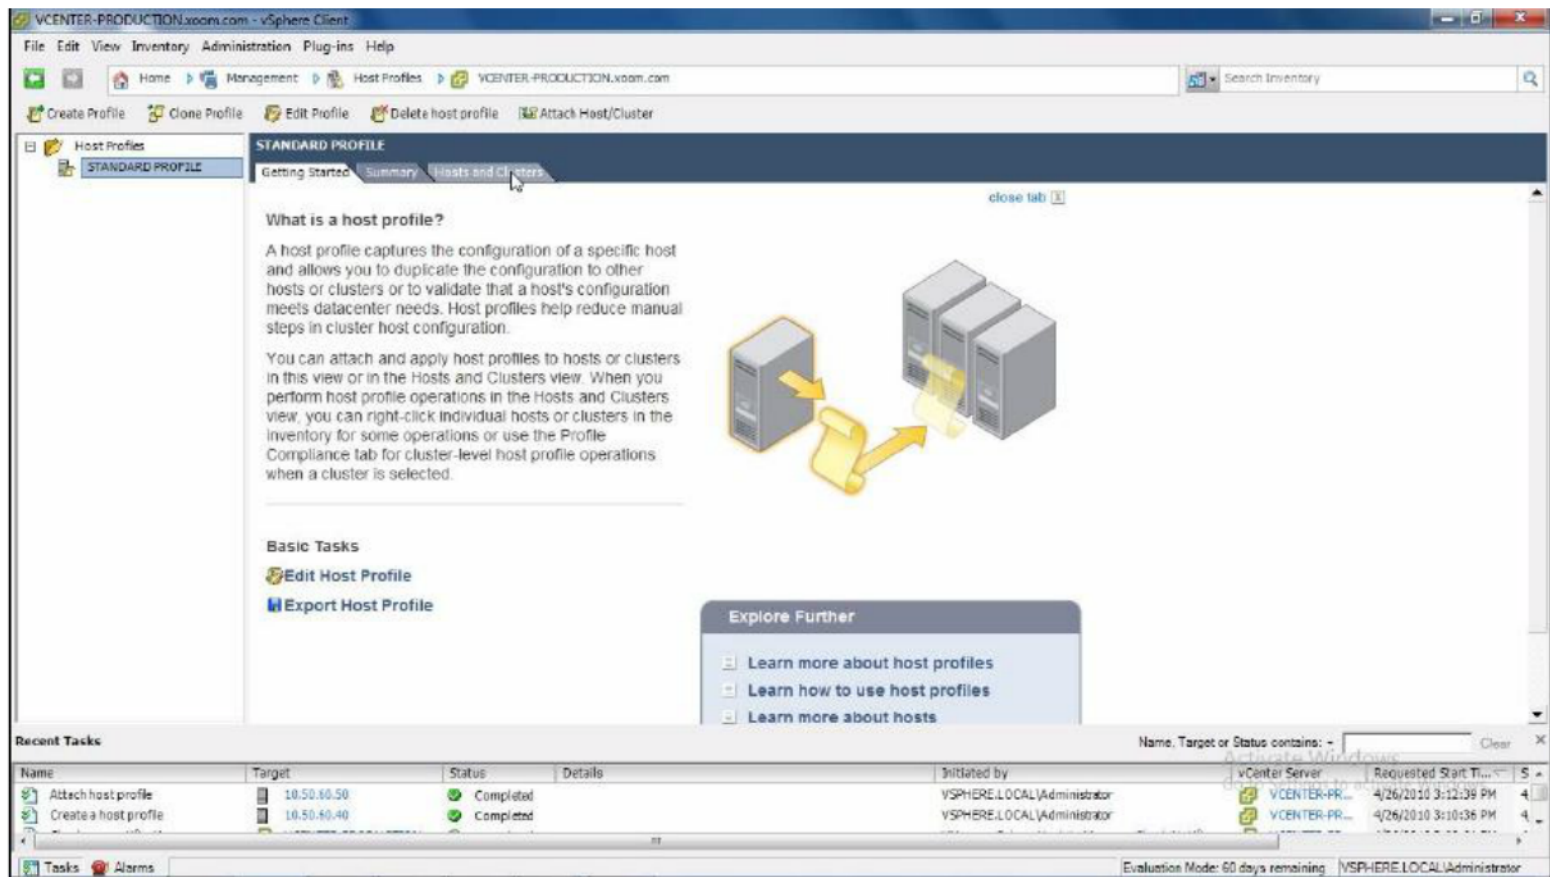 VCENTER-PRODUCTION.xoom.com - vSphere Client
File Edit View Inventory Administration Plug-ins Help
Home Management Host Profiles VCENTER-PRODUCTION.xoom.com
Search Inventory
Create Profile Clone Profile Edit Profile Delete host profile Attach Host/Cluster
Host Profiles
STANDARD PROFILE
STANDARD PROFILE
Getting Started Summary Hosts and Clusters
close tab
What is a host profile?
A host profile captures the configuration of a specific host
and allows you to duplicate the configuration to other
hosts or clusters or to validate that a host's configuration
meets datacenter needs. Host profiles help reduce manual
steps in cluster host configuration.
You can attach and apply host profiles to hosts or clusters
in this view or in the Hosts and Clusters view. When you
perform host profile operations in the Hosts and Clusters
view, you can right-click individual hosts or clusters in the
inventory for some operations or use the Profile
Compliance tab for cluster-level host profile operations
when a cluster is selected.
Basic Tasks
Edit Host Profile
Export Host Profile
Explore Further
Learn more about host profiles
Learn how to use host profiles
Learn more about hosts
Recent Tasks
Name, Target or Status contains:
Clear
Activate Windows
Name Target Status Details Initiated by vCenter Server Requested Start Ti... S
Attach host profile 10.50.60.50 Completed VSPHERE.LOCAL\Administrator VCENTER-PR... 4/26/2010 3:12:39 PM 4
Create a host profile 10.50.60.40 Completed VSPHERE.LOCAL\Administrator VCENTER-PR... 4/26/2010 3:10:36 PM 4
Tasks Alarms
Evaluation Mode: 60 days remaining VSPHERE.LOCAL\Administrator